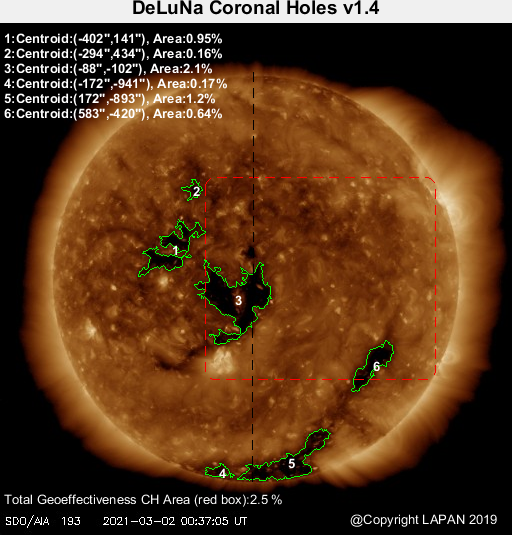 DeLuNa Coronal Holes v1.4
1:Centroid:(-402",141"), Area:0.95%
2:Centroid:(-294",434"), Area:0.16%
3:Centroid:(-88",-102"), Area:2.1%
4:Centroid:(-172",-941"), Area:0.17%
5:Centroid:(172",-893"), Area:1.2%
6:Centroid:(583",-420"), Area:0.64%
2
1
3
6
5
4
Total Geoeffectiveness CH Area (red box):2.5 %
SDO/AIA 193 2021-03-02 00:37:05 UT
@Copyright LAPAN 2019